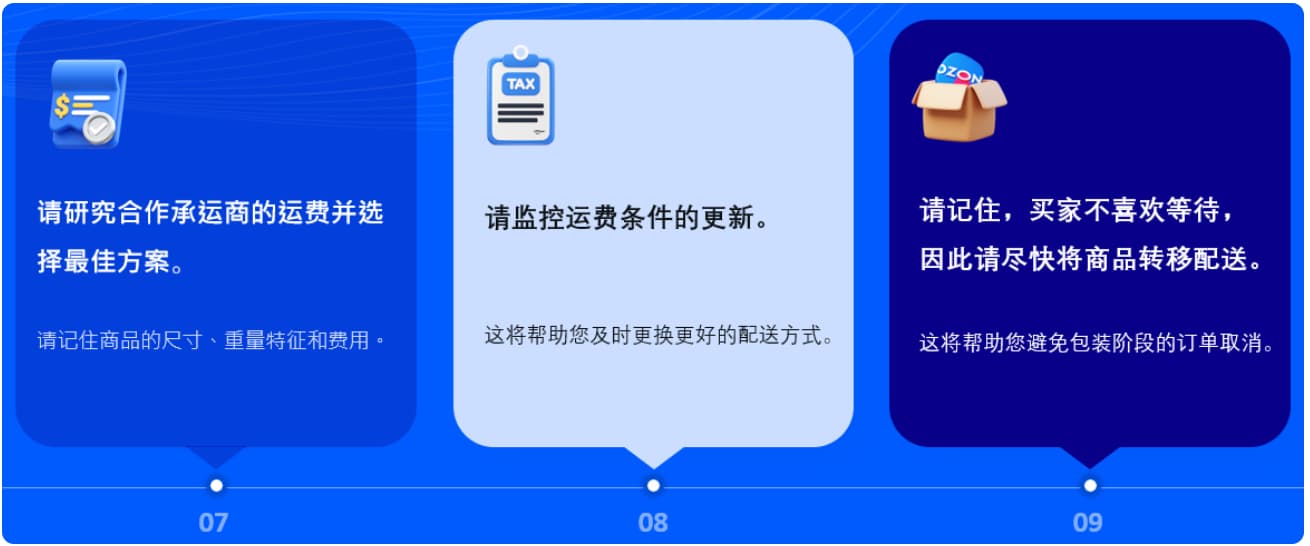 $
请研究合作承运商的运费并选
择最佳方案。
请记住商品的尺寸、重量特征和费用。
07
TAX
请监控运费条件的更新。
这将帮助您及时更换更好的配送方式。
08
OZON
请记住，买家不喜欢等待，
因此请尽快将商品转移配送。
这将帮助您避免包装阶段的订单取消。
09